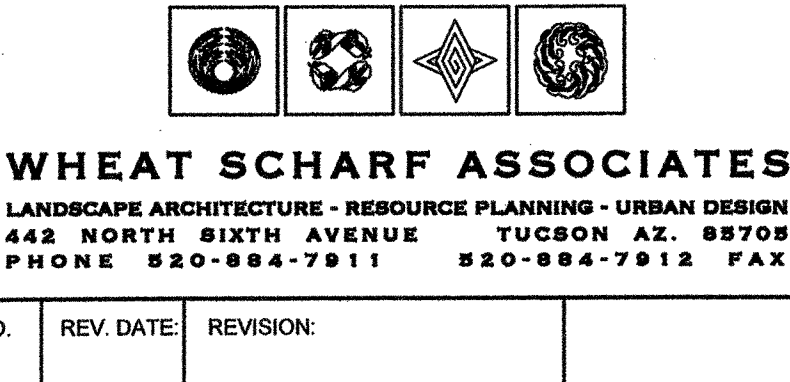 WHEAT SCHARF ASSOCIATES
LANDSCAPE ARCHITECTURE - RESOURCE PLANNING - URBAN DESIGN
442 NORTH SIXTH AVENUE TUCSON AZ. 85705
PHONE 520-884-7911 520-884-7912 FAX
REV. DATE: REVISION: